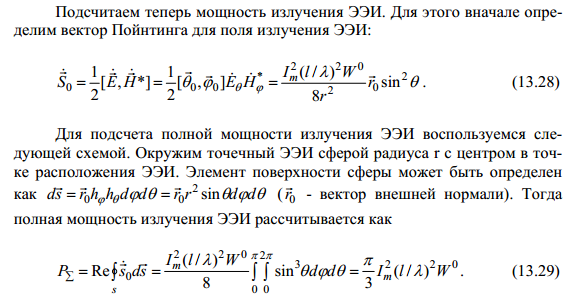 Подсчитаем теперь мощность излучения ЭЭИ. Для этого вначале опре-
делим вектор Пойнтинга для поля излучения ЭЭИ:
$\dot{\vec{S}}_0 = \frac{1}{2}[\dot{\vec{E}}, \dot{\vec{H}}^*] = \frac{1}{2}[\vec{\theta}_0, \vec{\varphi}_0]\dot{E}_\theta \dot{H}_\varphi^* = \frac{I_m^2 (l/\lambda)^2 W^0}{8r^2} \vec{r}_0 \sin^2\theta$ . (13.28)
Для подсчета полной мощности излучения ЭЭИ воспользуемся сле-
дующей схемой. Окружим точечный ЭЭИ сферой радиуса r с центром в точ-
ке расположения ЭЭИ. Элемент поверхности сферы может быть определен
как $d\vec{s} = \vec{r}_0 h_\varphi h_\theta d\varphi d\theta = \vec{r}_0 r^2 \sin\theta d\varphi d\theta$ ($\vec{r}_0$ - вектор внешней нормали). Тогда
полная мощность излучения ЭЭИ рассчитывается как
$P_\Sigma = \mathrm{Re} \oint_s \dot{\vec{s}}_0 d\vec{s} = \frac{I_m^2 (l/\lambda)^2 W^0}{8} \int_0^\pi \int_0^{2\pi} \sin^3\theta d\varphi d\theta = \frac{\pi}{3} I_m^2 (l/\lambda)^2 W^0$ . (13.29)